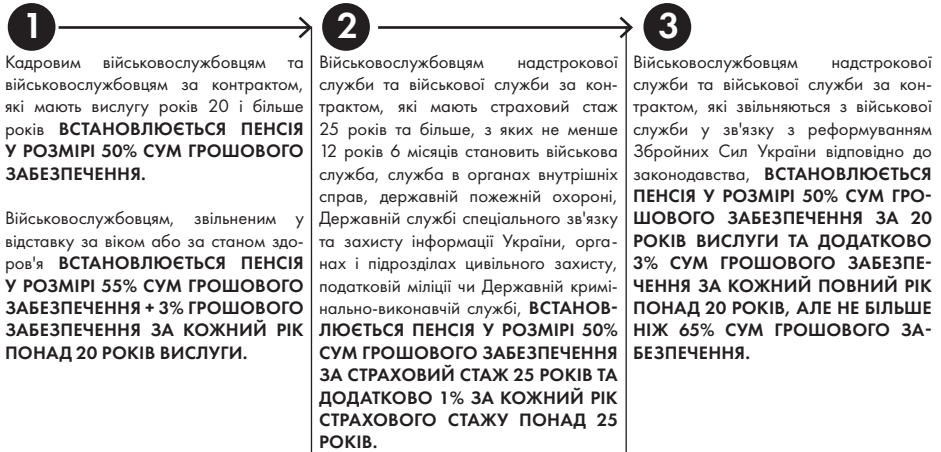 1
Кадровим військовослужбовцям та
військовослужбовцям за контрактом,
які мають вислугу років 20 і більше
років ВСТАНОВЛЮЄТЬСЯ ПЕНСІЯ
У РОЗМІРІ 50% СУМ ГРОШОВОГО
ЗАБЕЗПЕЧЕННЯ.
Військовослужбовцям, звільненим у
відставку за віком або за станом здо-
ров'я ВСТАНОВЛЮЄТЬСЯ ПЕНСІЯ
У РОЗМІРІ 55% СУМ ГРОШОВОГО
ЗАБЕЗПЕЧЕННЯ + 3% ГРОШОВОГО
ЗАБЕЗПЕЧЕННЯ ЗА КОЖНИЙ РІК
ПОНАД 20 РОКІВ ВИСЛУГИ.
2
Військовослужбовцям надстрокової
служби та військової служби за кон-
трактом, які мають страховий стаж
25 років та більше, з яких не менше
12 років 6 місяців становить військова
служба, служба в органах внутрішніх
справ, державній пожежній охороні,
Державній службі спеціального зв'язку
та захисту інформації України, орга-
нах і підрозділах цивільного захисту,
податковій міліції чи Державній кримі-
нально-виконавчій службі, ВСТАНОВ-
ЛЮЄТЬСЯ ПЕНСІЯ У РОЗМІРІ 50%
СУМ ГРОШОВОГО ЗАБЕЗПЕЧЕННЯ
ЗА СТРАХОВИЙ СТАЖ 25 РОКІВ ТА
ДОДАТКОВО 1% ЗА КОЖНИЙ РІК
СТРАХОВОГО СТАЖУ ПОНАД 25
РОКІВ.
3
Військовослужбовцям надстрокової
служби та військової служби за кон-
трактом, які звільняються з військової
служби у зв'язку з реформуванням
Збройних Сил України відповідно до
законодавства, ВСТАНОВЛЮЄТЬСЯ
ПЕНСІЯ У РОЗМІРІ 50% СУМ ГРО-
ШОВОГО ЗАБЕЗПЕЧЕННЯ ЗА 20
РОКІВ ВИСЛУГИ ТА ДОДАТКОВО
3% СУМ ГРОШОВОГО ЗАБЕЗПЕ-
ЧЕННЯ ЗА КОЖНИЙ ПОВНИЙ РІК
ПОНАД 20 РОКІВ, АЛЕ НЕ БІЛЬШЕ
НІЖ 65% СУМ ГРОШОВОГО ЗА-
БЕЗПЕЧЕННЯ.